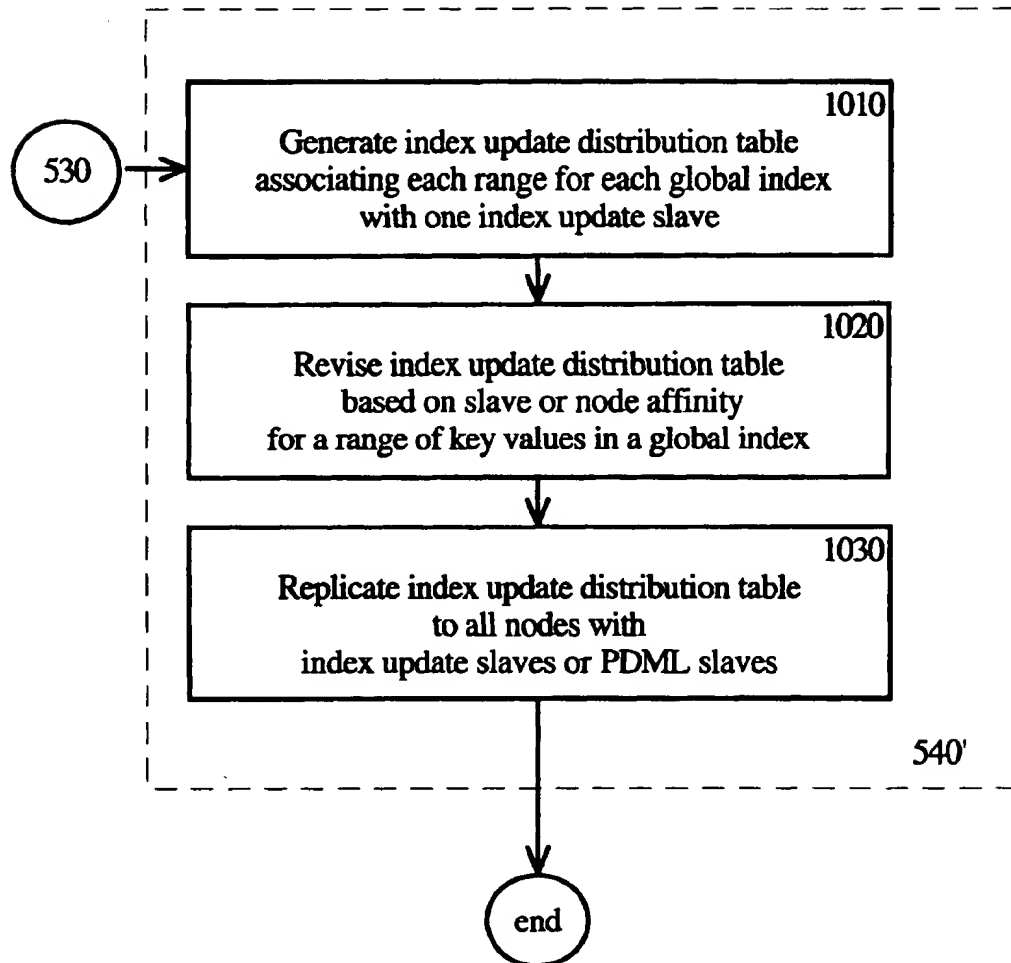 1010
530
Generate index update distribution table
associating each range for each global index
with one index update slave
1020
Revise index update distribution table
based on slave or node affinity
for a range of key values in a global index
1030
Replicate index update distribution table
to all nodes with
index update slaves or PDML slaves
540'
end